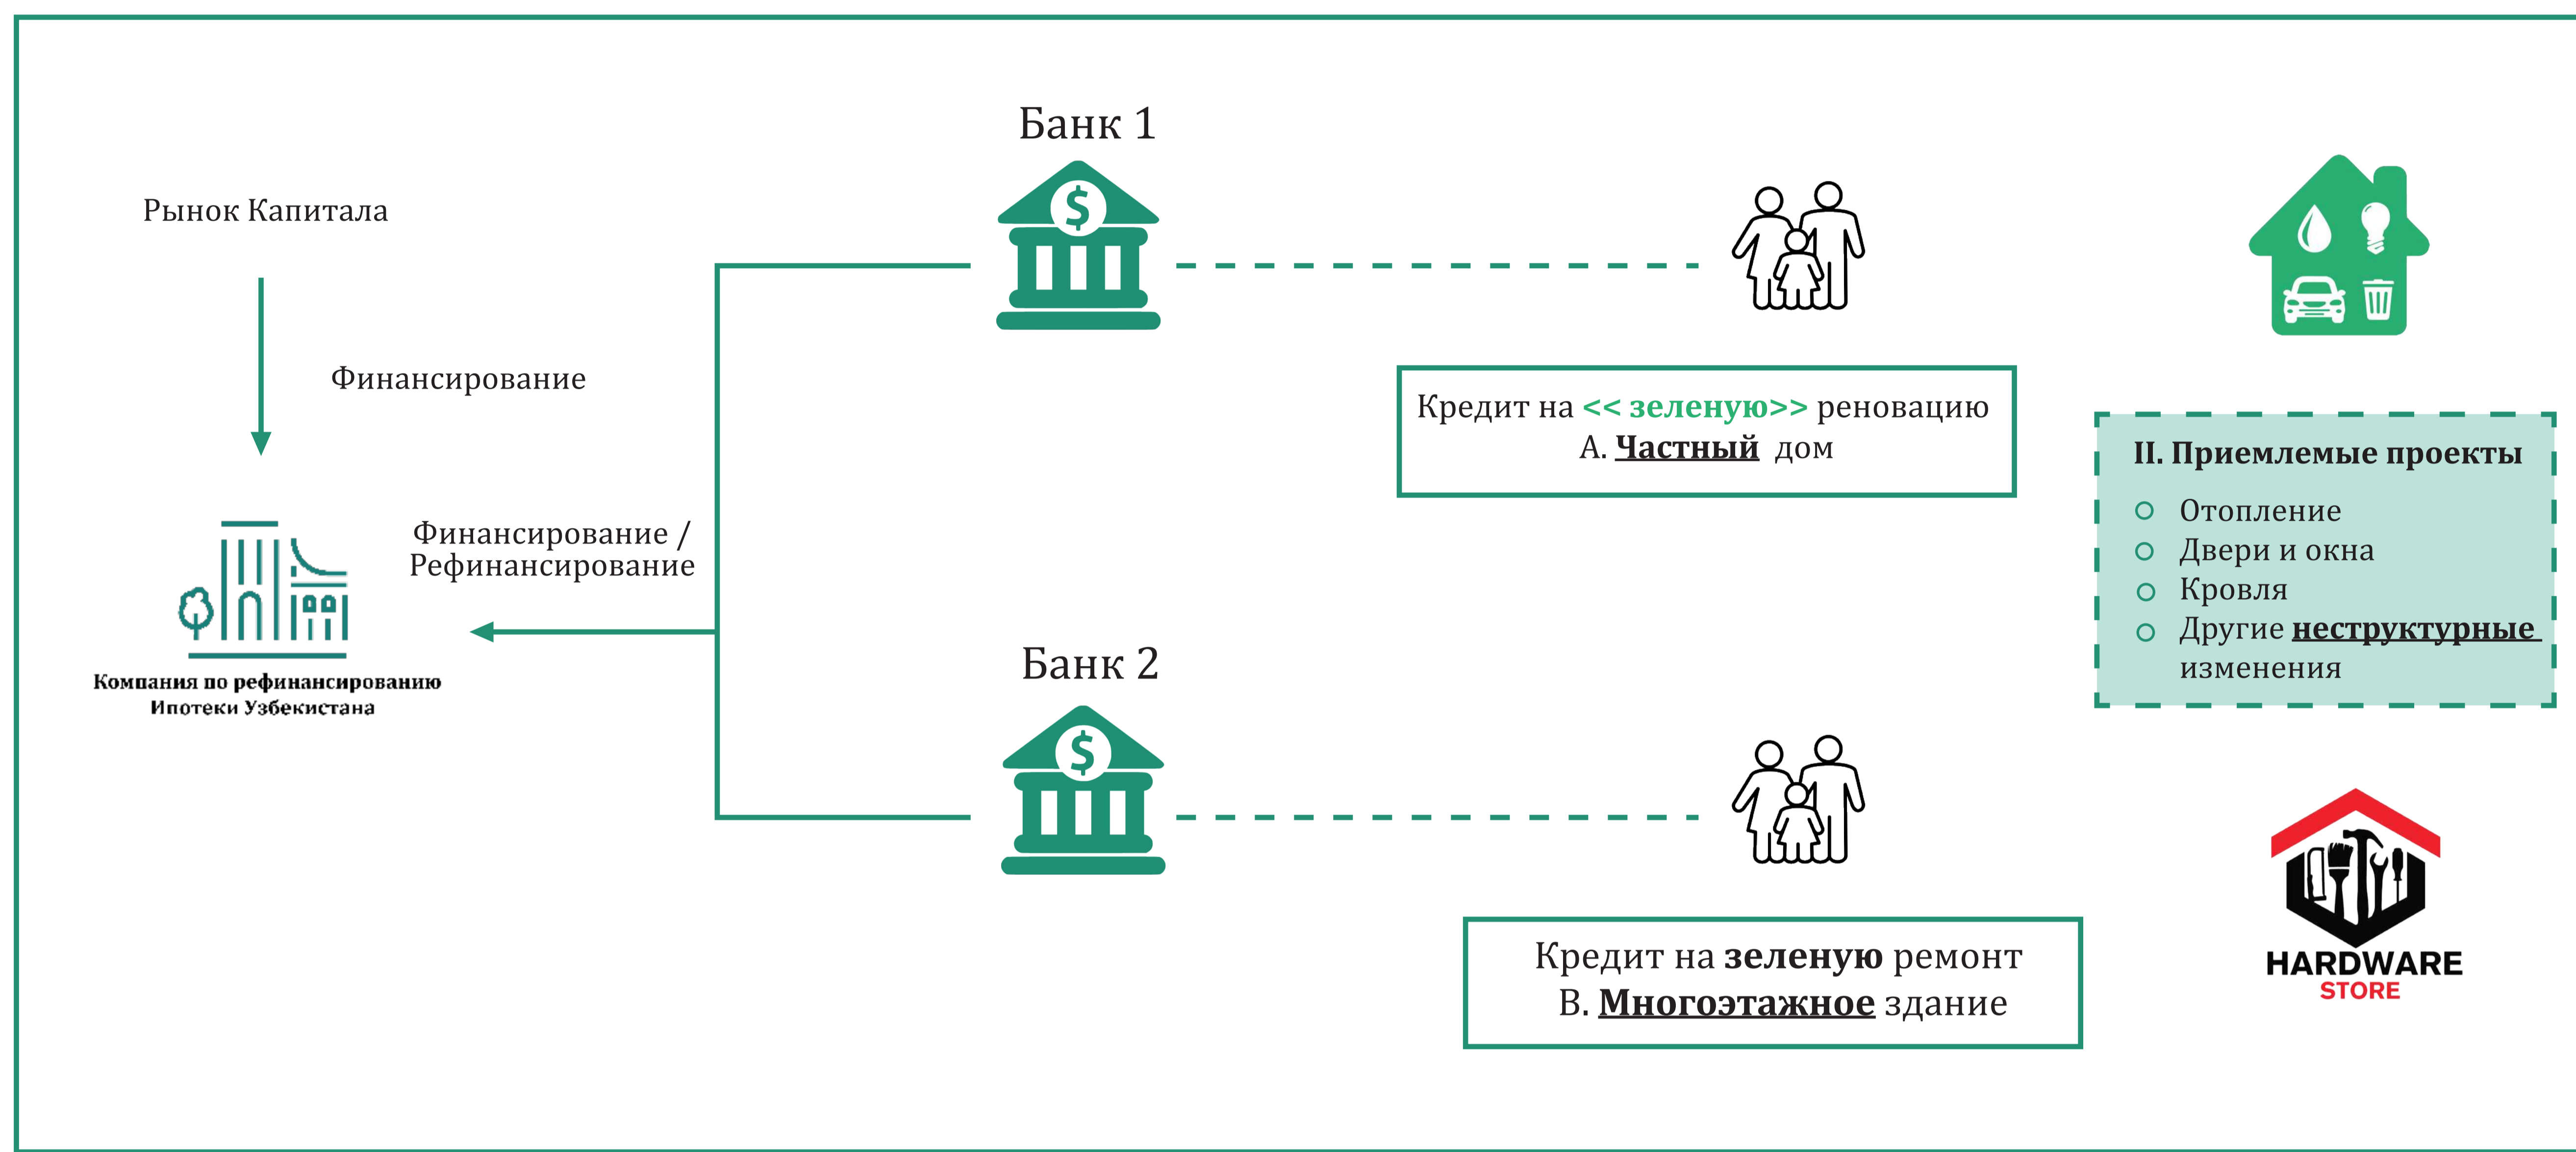 Банк 1
Рынок Капитала
Финансирование
Финансирование /
Рефинансирование
Компания по рефинансированию
Ипотеки Узбекистана
Банк 2
Кредит на << зеленую>> реновацию
А. Частный дом
Кредит на зеленую ремонт
В. Многоэтажное здание
II. Приемлемые проекты
Отопление
Двери и окна
Кровля
Другие неструктурные
изменения
HARDWARE
STORE